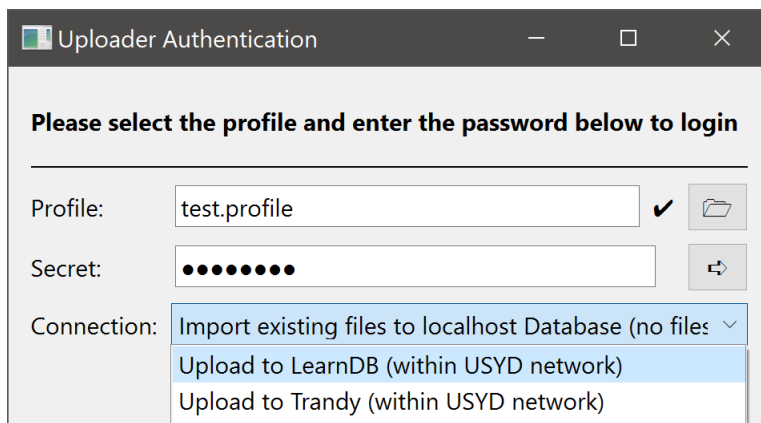 Uploader Authentication
Please select the profile and enter the password below to login
Profile: test.profile
Secret: ●●●●●●●●
Connection: Import existing files to localhost Database (no files
Upload to LearnDB (within USYD network)
Upload to Trandy (within USYD network)